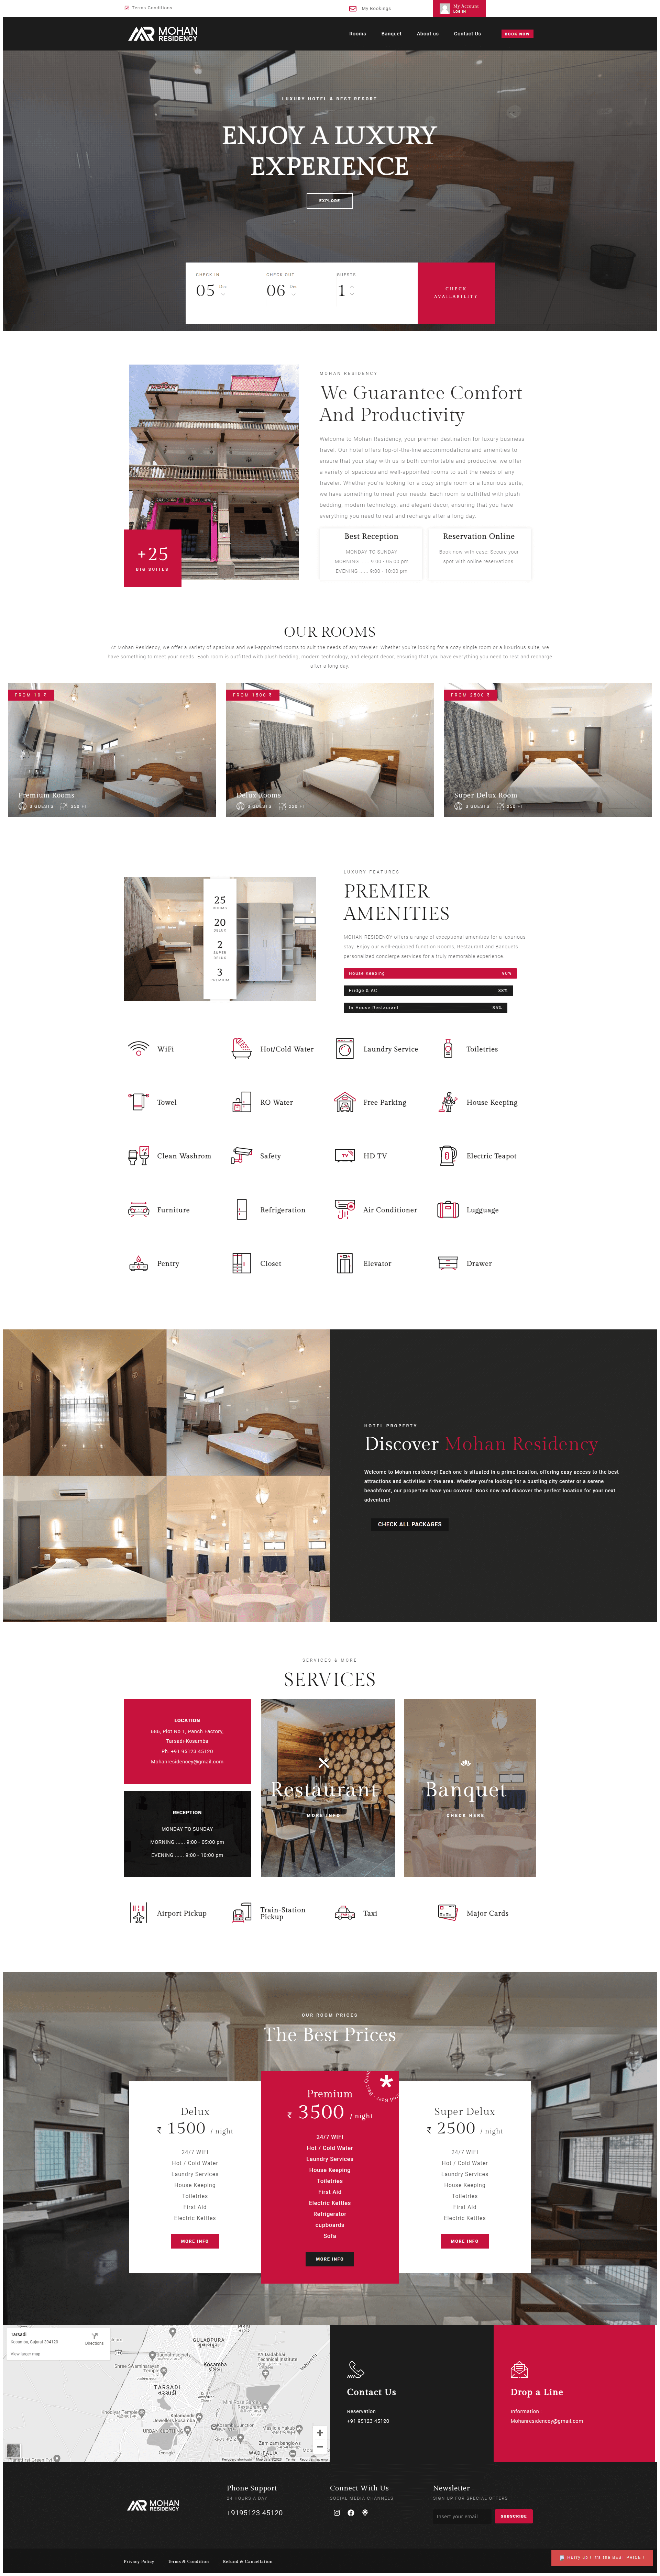 Terms Conditions
My Bookings
My Account
LOG IN
MOHAN
RESIDENCY
Rooms
Banquet
About us
Contact Us
BOOK NOW
LUXURY HOTEL & BEST RESORT
ENJOY A LUXURY
EXPERIENCE
EXPLORE
CHECK-IN
05
Dec
CHECK-OUT
06
Dec
GUESTS
1
CHECK
AVAILABILITY
MOHAN RESIDENCY
We Guarantee Comfort
And Productivity
Welcome to Mohan Residency, your premier destination for luxury business
travel. Our hotel offers top-of-the-line accommodations and amenities to
ensure that your stay with us is both comfortable and productive. we offer
a variety of spacious and well-appointed rooms to suit the needs of any
traveler. Whether you're looking for a cozy single room or a luxurious suite,
we have something to meet your needs. Each room is outfitted with plush
bedding, modern technology, and elegant decor, ensuring that you have
everything you need to rest and recharge after a long day.
+25
BIG SUITES
Best Reception
MONDAY TO SUNDAY
MORNING ...... 9:00 - 05:00 pm
EVENING ...... 9:00 - 10:00 pm
Reservation Online
Book now with ease: Secure your
spot with online reservations.
OUR ROOMS
At Mohan Residency, we offer a variety of spacious and well-appointed rooms to suit the needs of any traveler. Whether you're looking for a cozy single room or a luxurious suite, we
have something to meet your needs. Each room is outfitted with plush bedding, modern technology, and elegant decor, ensuring that you have everything you need to rest and recharge
after a long day.
FROM 10 ₹
Premium Rooms
3 GUESTS
350 FT
FROM 1500 ₹
Delux Rooms
3 GUESTS
FROM 2500 ₹
Super Delux Room
3 GUESTS
25
ROOMS
20
DELUX
2
SUPER
DELUX
3
PREMIUM
LUXURY FEATURES
PREMIER
AMENITIES
MOHAN RESIDENCY offers a range of exceptional amenities for a luxurious
stay. Enjoy our well-equipped function Rooms, Restaurant and Banquets
personalized concierge services for a truly memorable experience.
House Keeping 90%
Fridge & AC 88%
In-House Restaurant 85%
WiFi
Hot/Cold Water
Laundry Service
Toiletries
Towel
RO Water
Free Parking
House Keeping
Clean Washrom
Safety
TV
HD TV
Electric Teapot
Furniture
Refrigeration
Air Conditioner
Lugguage
Pentry
Closet
Elevator
Drawer
HOTEL PROPERTY
Discover Mohan Residency
Welcome to Mohan residency! Each one is situated in a prime location, offering easy access to the best
attractions and activities in the area. Whether you're looking for a bustling city center or a serene
beachfront, our properties have you covered. Book now and discover the perfect location for your next
adventure!
CHECK ALL PACKAGES
SERVICES & MORE
SERVICES
LOCATION
686, Plot No 1, Panoh Factory,
Tarsadi-Kosamba
Ph. +91 95123 45120
Mohanresidencey@gmail.com
RECEPTION
MONDAY TO SUNDAY
MORNING ...... 9:00 - 05:00 pm
EVENING ...... 9:00 - 10:00 pm
Restaurant
MORE INFO
Banquet
CHECK HERE
Airport Pickup
Train-Station
Pickup
Taxi
Major Cards
OUR ROOM PRICES
The Best Prices
Delux
₹ 1500 / night
24/7 WIFI
Hot / Cold Water
Laundry Services
House Keeping
Toiletries
First Aid
Electric Kettles
MORE INFO
Premium
₹ 3500 / night
24/7 WIFI
Hot / Cold Water
Laundry Services
House Keeping
Toiletries
First Aid
Electric Kettles
Refrigerator
cupboards
Sofa
MORE INFO
Super Delux
₹ 2500 / night
24/7 WIFI
Hot / Cold Water
Laundry Services
House Keeping
Toiletries
First Aid
Electric Kettles
MORE INFO
Tarsadi
Kosamba, Gujarat 394120
Directions
View larger map
GULABPURA
Kosamba
AY Dadabhai
Technical Institute
Shree Swaminarayan
Temple
TARSADI
તરસાડી
Khodiyar Temple
Kalamandir
Jewellers kosamba
Kosamba Junction
Zam zam bangloes
Google
Contact Us
Reservation :
+91 95123 45120
Drop a Line
Information :
Mohanresidencey@gmail.com
MOHAN
RESIDENCY
Phone Support
24 HOURS A DAY
+9195123 45120
Connect With Us
SOCIAL MEDIA CHANNELS
Newsletter
SIGN UP FOR SPECIAL OFFERS
Insert your email
SUBSCRIBE
Privacy Policy
Terms & Condition
Refund & Cancellation
Hurry up ! It's the BEST PRICE !